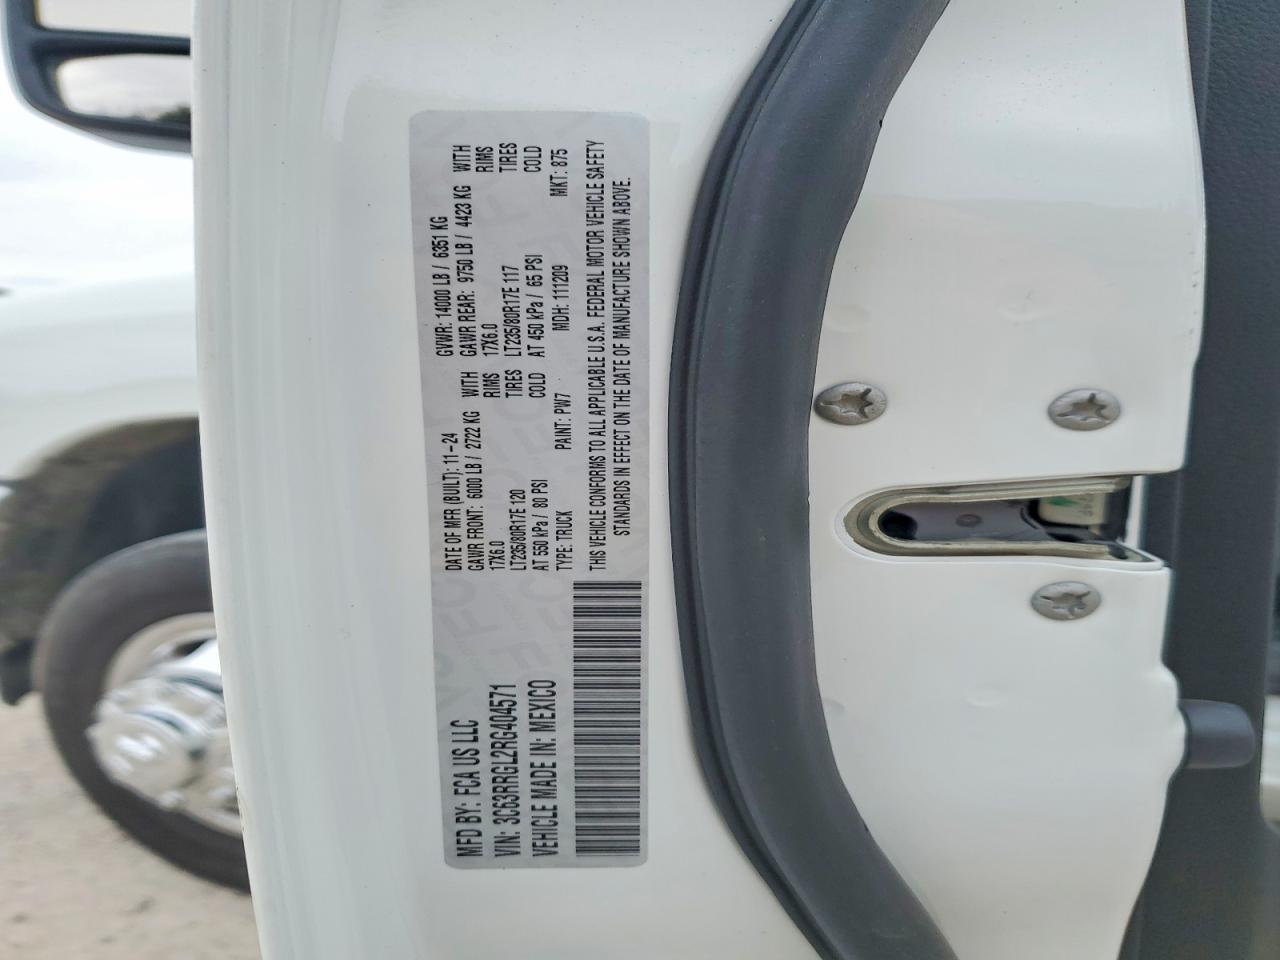 MFD BY: FCA US LLC
VIN: 3C63RRGL2RG404571
VEHICLE MADE IN: MEXICO
DATE OF MFR (BUILT): 11-24 GVWR: 14000 LB / 6351 KG
GAWR FRONT: 6000 LB / 2722 KG WITH GAWR REAR: 9750 LB / 4423 KG WITH
17X6.0 RIMS 17X6.0 RIMS
LT235/80R17E 120 TIRES LT235/80R17E 117 TIRES
AT 550 kPa / 80 PSI COLD AT 450 kPa / 65 PSI COLD
TYPE: TRUCK PAINT: PW7 MDH: 111209 MKT: 875
THIS VEHICLE CONFORMS TO ALL APPLICABLE U.S.A. FEDERAL MOTOR VEHICLE SAFETY
STANDARDS IN EFFECT ON THE DATE OF MANUFACTURE SHOWN ABOVE.